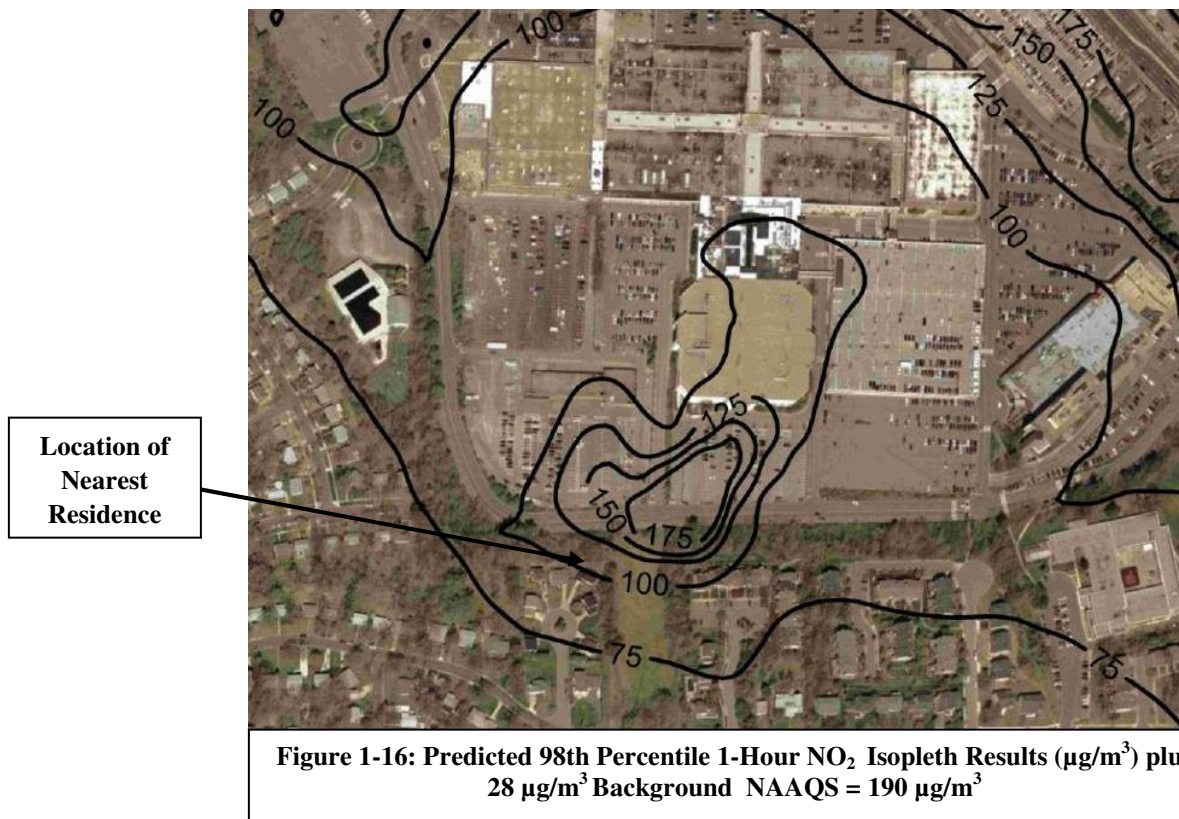 100
175
150
125
100
100
125
150
175
100
75
75
Location of
Nearest
Residence
Figure 1-16: Predicted 98th Percentile 1-Hour NO₂ Isopleth Results (µg/m³) plu
28 µg/m³ Background NAAQS = 190 µg/m³